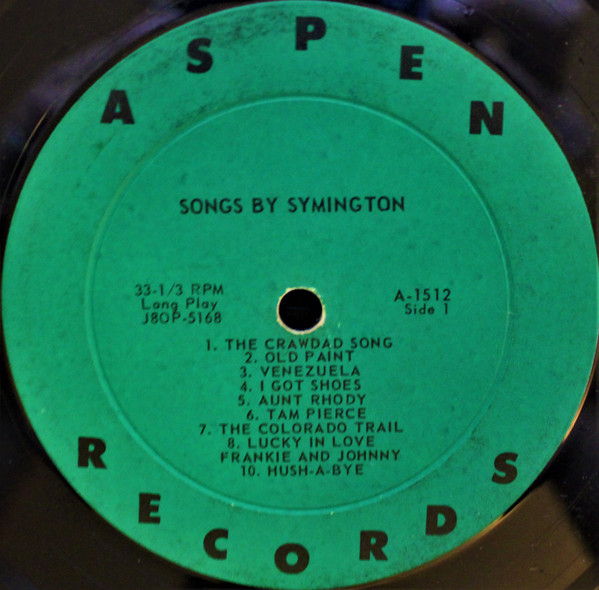 ASPEN
SONGS BY SYMINGTON
33-1/3 RPM
Long Play
J8OP-5168
A-1512
Side 1
1. THE CRAWDAD SONG
2. OLD PAINT
3. VENEZUELA
4. I GOT SHOES
5. AUNT RHODY
6. TAM PIERCE
7. THE COLORADO TRAIL
8. LUCKY IN LOVE
FRANKIE AND JOHNNY
10. HUSH-A-BYE
RECORDS